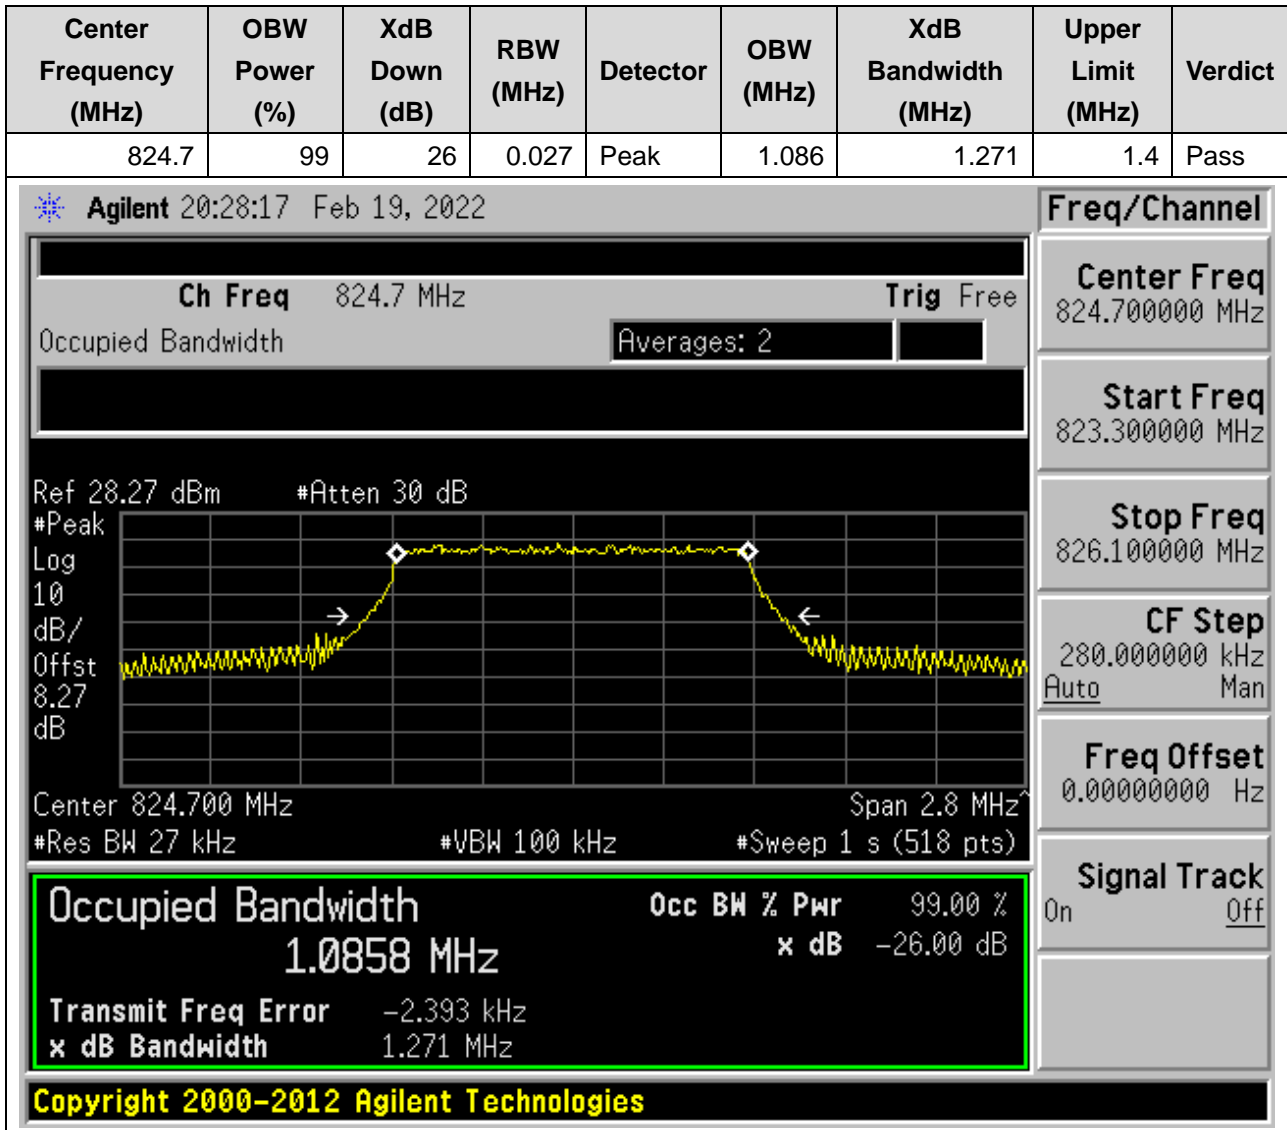 Center Frequency (MHz) OBW Power (%) XdB Down (dB) RBW (MHz) Detector OBW (MHz) XdB Bandwidth (MHz) Upper Limit (MHz) Verdict
824.7 99 26 0.027 Peak 1.086 1.271 1.4 Pass
Agilent 20:28:17 Feb 19, 2022
Freq/Channel
Ch Freq 824.7 MHz Trig Free
Occupied Bandwidth Averages: 2
Ref 28.27 dBm #Atten 30 dB
#Peak
Log
10
dB/
Offst
8.27
dB
Center 824.700 MHz Span 2.8 MHz^
#Res BW 27 kHz #VBW 100 kHz #Sweep 1 s (518 pts)
Occupied Bandwidth Occ BW % Pwr 99.00 %
1.0858 MHz x dB -26.00 dB
Transmit Freq Error -2.393 kHz
x dB Bandwidth 1.271 MHz
Copyright 2000-2012 Agilent Technologies
Center Freq
824.700000 MHz
Start Freq
823.300000 MHz
Stop Freq
826.100000 MHz
CF Step
280.000000 kHz
Auto Man
Freq Offset
0.00000000 Hz
Signal Track
On Off